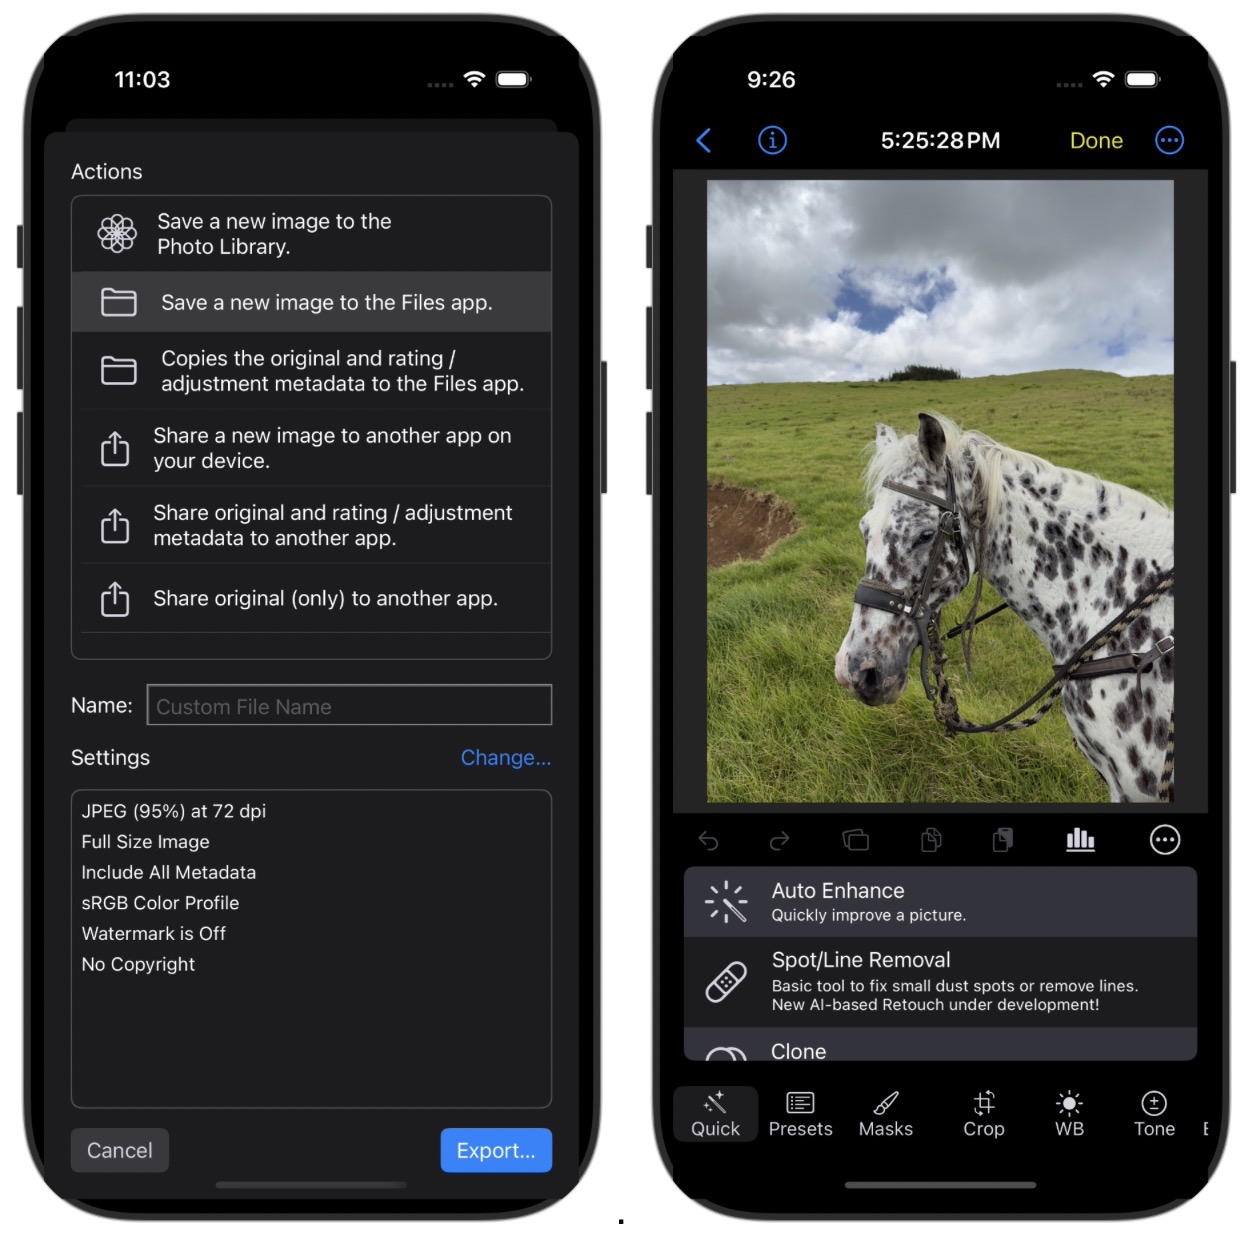 11:03
Actions
Save a new image to the
Photo Library.
Save a new image to the Files app.
Copies the original and rating /
adjustment metadata to the Files app.
Share a new image to another app on
your device.
Share original and rating / adjustment
metadata to another app.
Share original (only) to another app.
Name: Custom File Name
Settings Change...
JPEG (95%) at 72 dpi
Full Size Image
Include All Metadata
sRGB Color Profile
Watermark is Off
No Copyright
Cancel Export...
.
9:26
5:25:28 PM Done
Auto Enhance
Quickly improve a picture.
Spot/Line Removal
Basic tool to fix small dust spots or remove lines.
New AI-based Retouch under development!
Clone
Quick Presets Masks Crop WB Tone